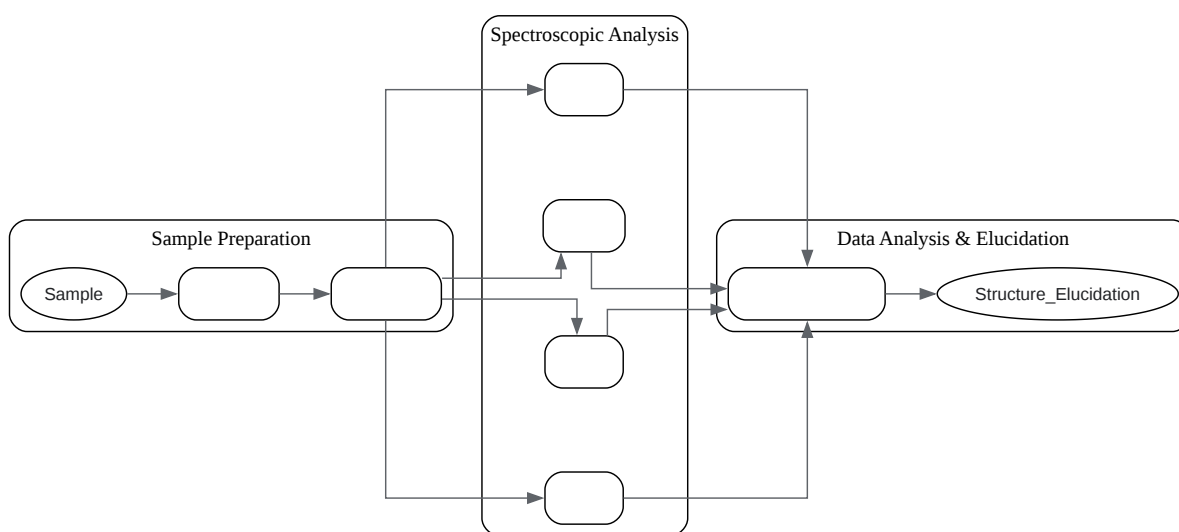 Spectroscopic Analysis
Sample Preparation
Data Analysis & Elucidation
Sample
Structure_Elucidation